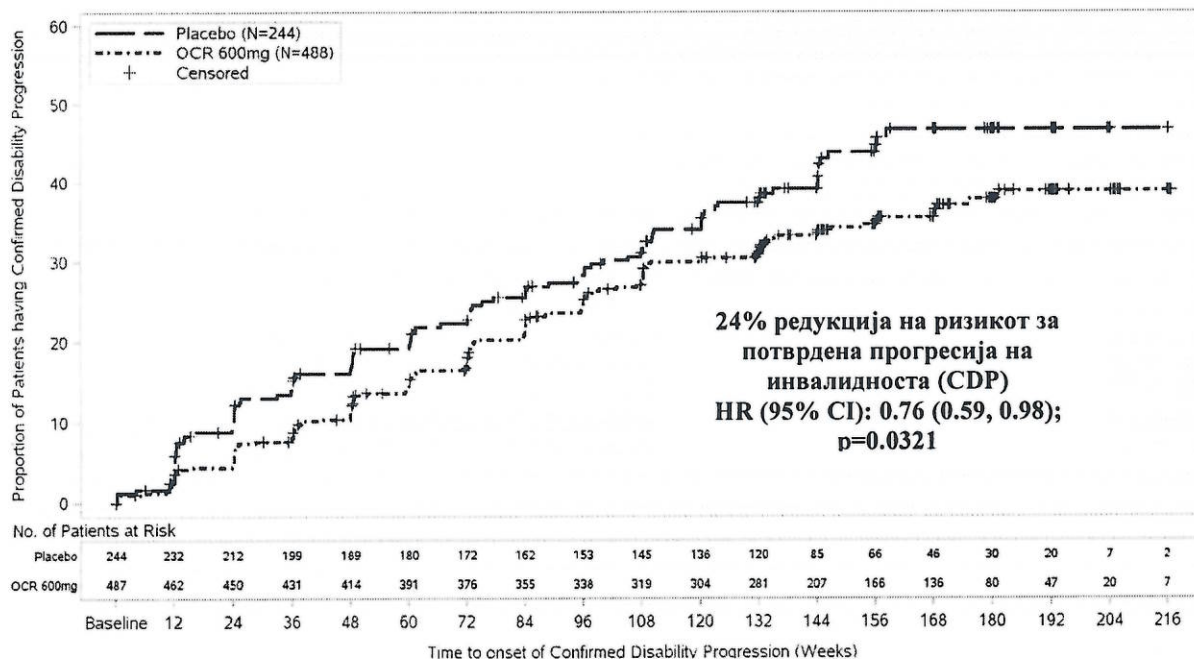 Placebo (N=244)
OCR 600mg (N=488)
Censored
Proportion of Patients having Confirmed Disability Progression
60
50
40
30
20
10
0
24% редукција на ризикот за
потврдена прогресија на
инвалидноста (CDP)
HR (95% CI): 0.76 (0.59, 0.98);
p=0.0321
No. of Patients at Risk
Placebo 244 232 212 199 169 180 172 162 153 145 136 120 85 66 46 30 20 7 2
OCR 600mg 487 462 450 431 414 391 376 355 338 319 304 281 207 166 136 80 47 20 7
Baseline 12 24 36 48 60 72 84 96 108 120 132 144 156 168 180 192 204 216
Time to onset of Confirmed Disability Progression (Weeks)